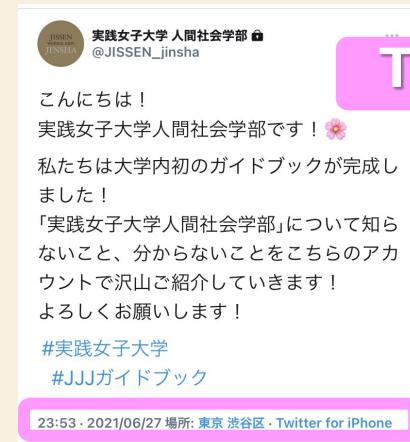 JISSEN
JINSHA
実践女子大学 人間社会学部
@JISSEN_jinsha
T
こんにちは！
実践女子大学人間社会学部です！🌸
私たちは大学内初のガイドブックが完成し
ました！
「実践女子大学人間社会学部」について知ら
ないこと、分からないことをこちらのアカ
ウントで沢山ご紹介していきます！
よろしくお願いします！
#実践女子大学
#JJJガイドブック
23:53 · 2021/06/27 場所: 東京 渋谷区 · Twitter for iPhone